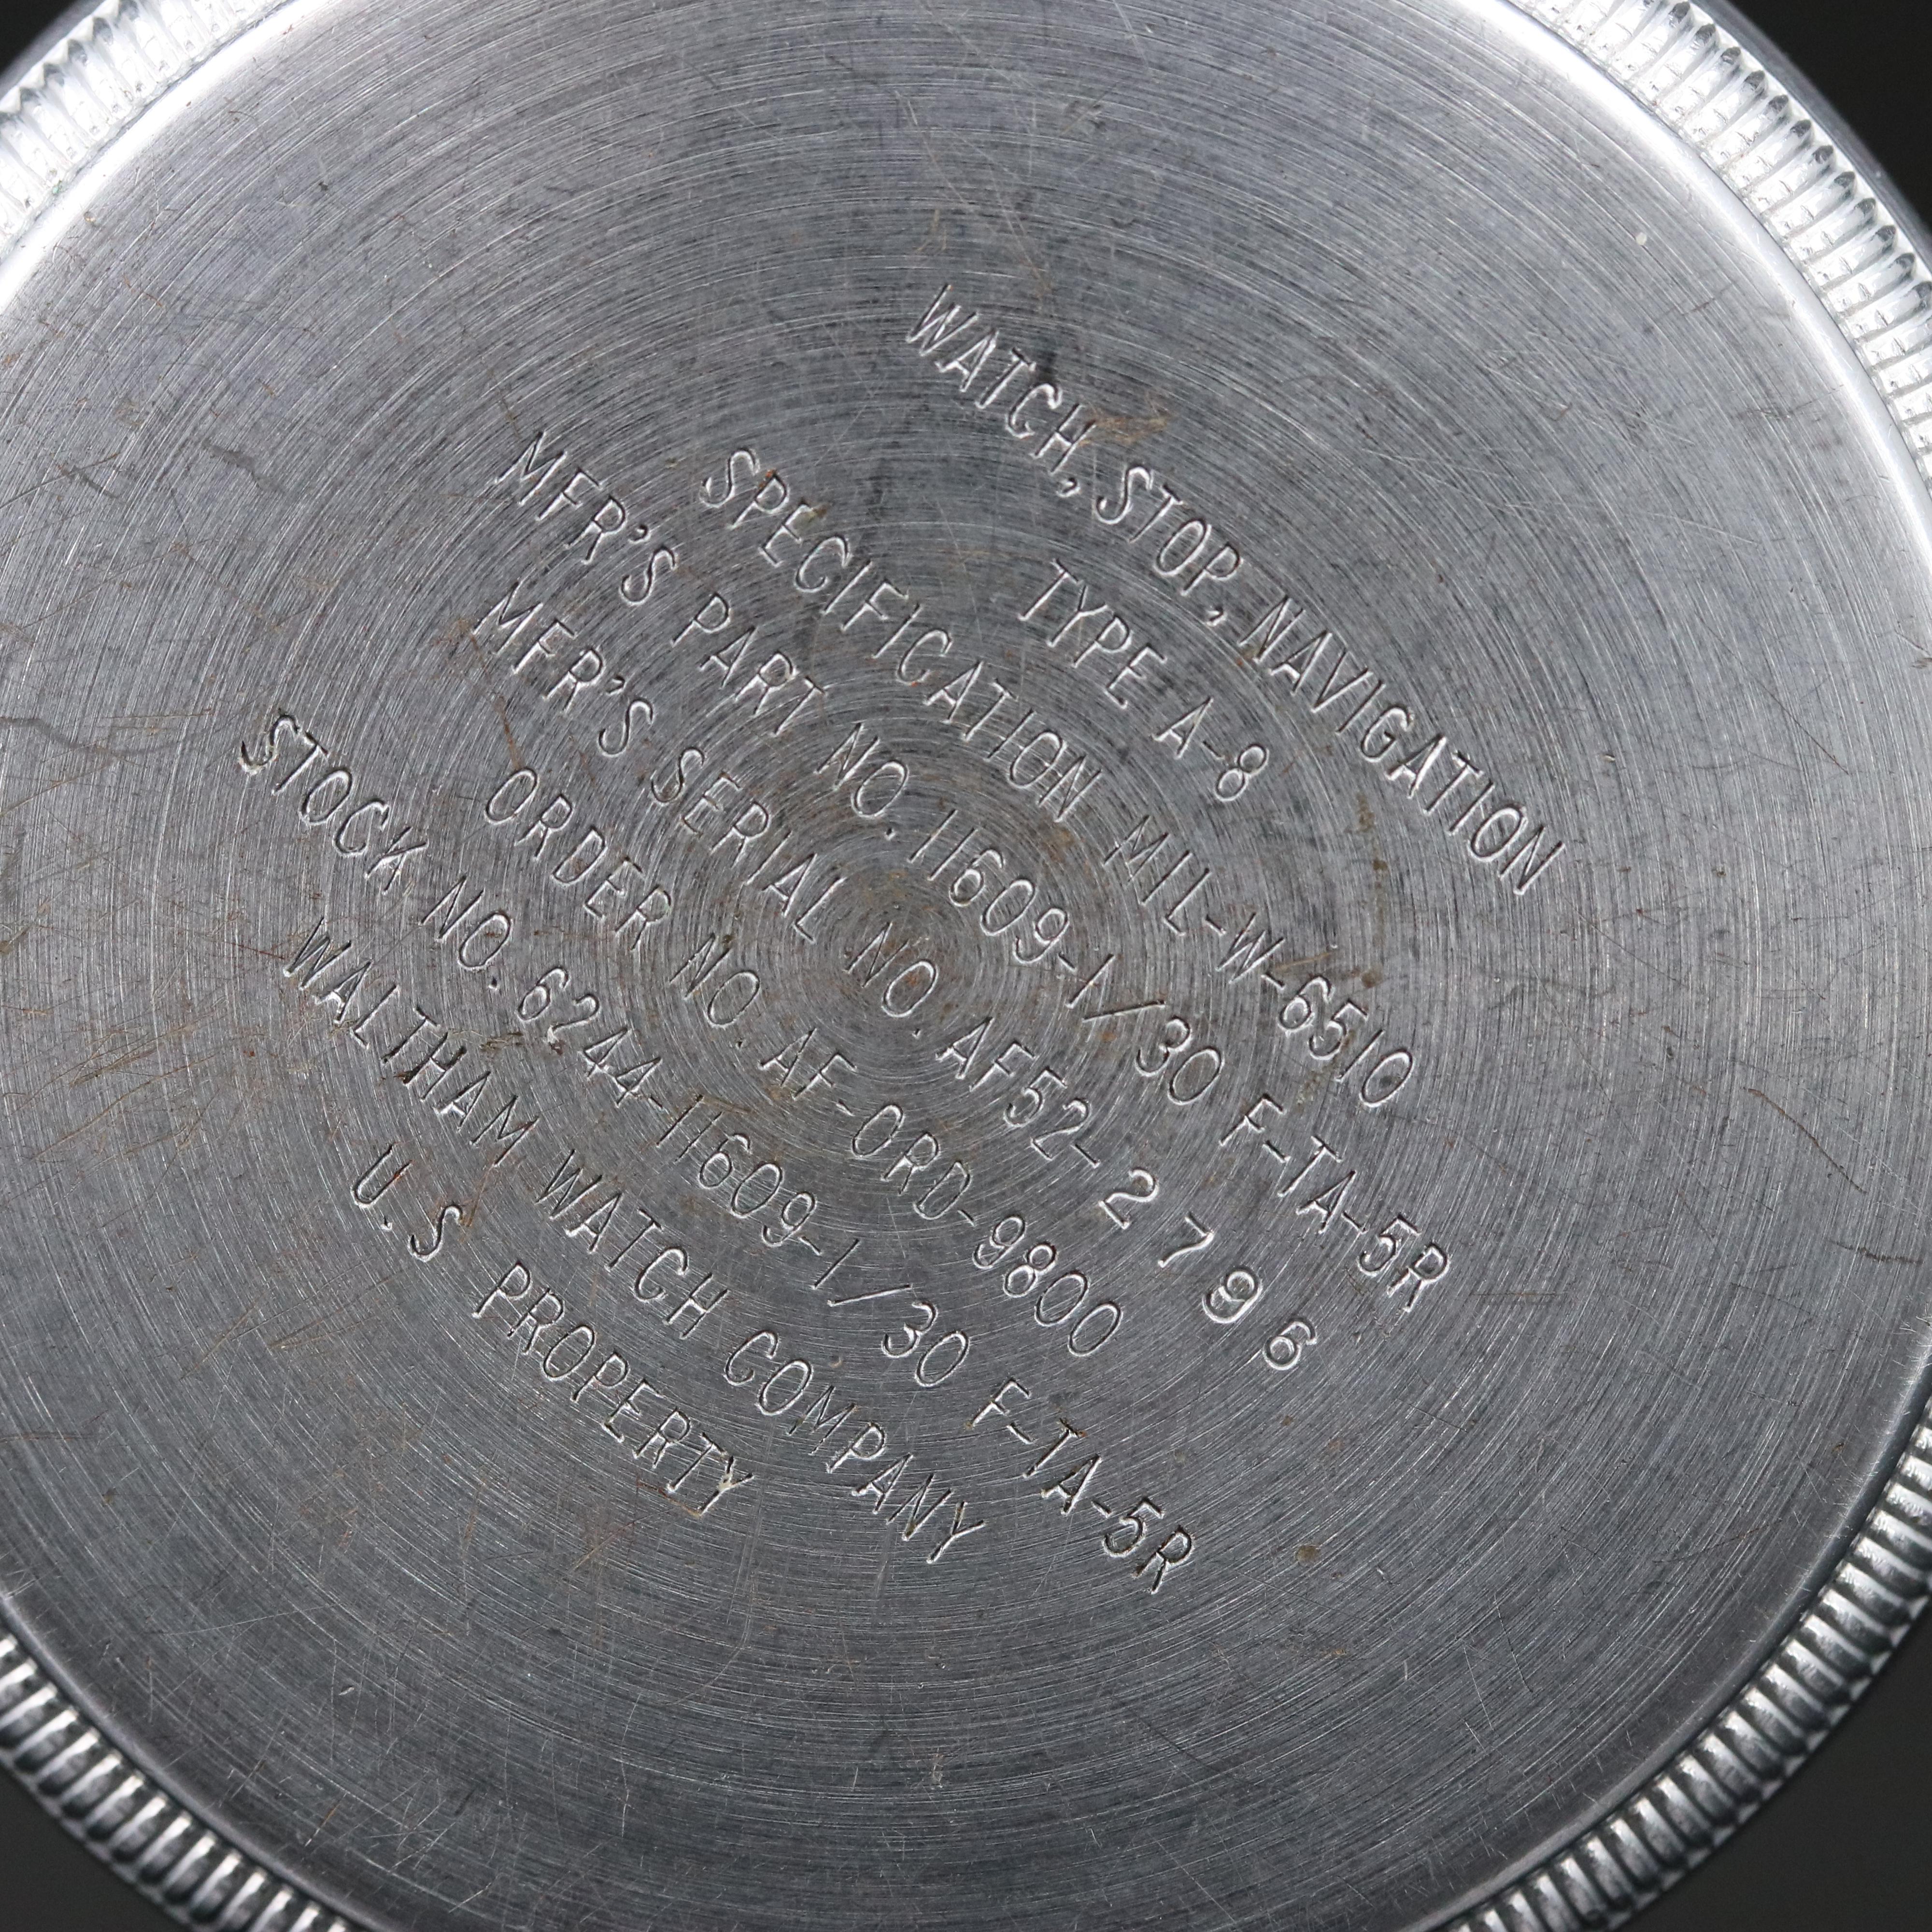 WATCH, STOP, NAVIGATION
TYPE A-8
SPECIFICATION MIL-W-6510
MFR'S PART NO. 11609-1/30 F-TA-5R
MFR'S SERIAL NO. AF52-2796
ORDER NO. AF-ORD-9800
STOCK NO. 6244-11609-1/30 F-TA-5R
WALTHAM WATCH COMPANY
U.S PROPERTY